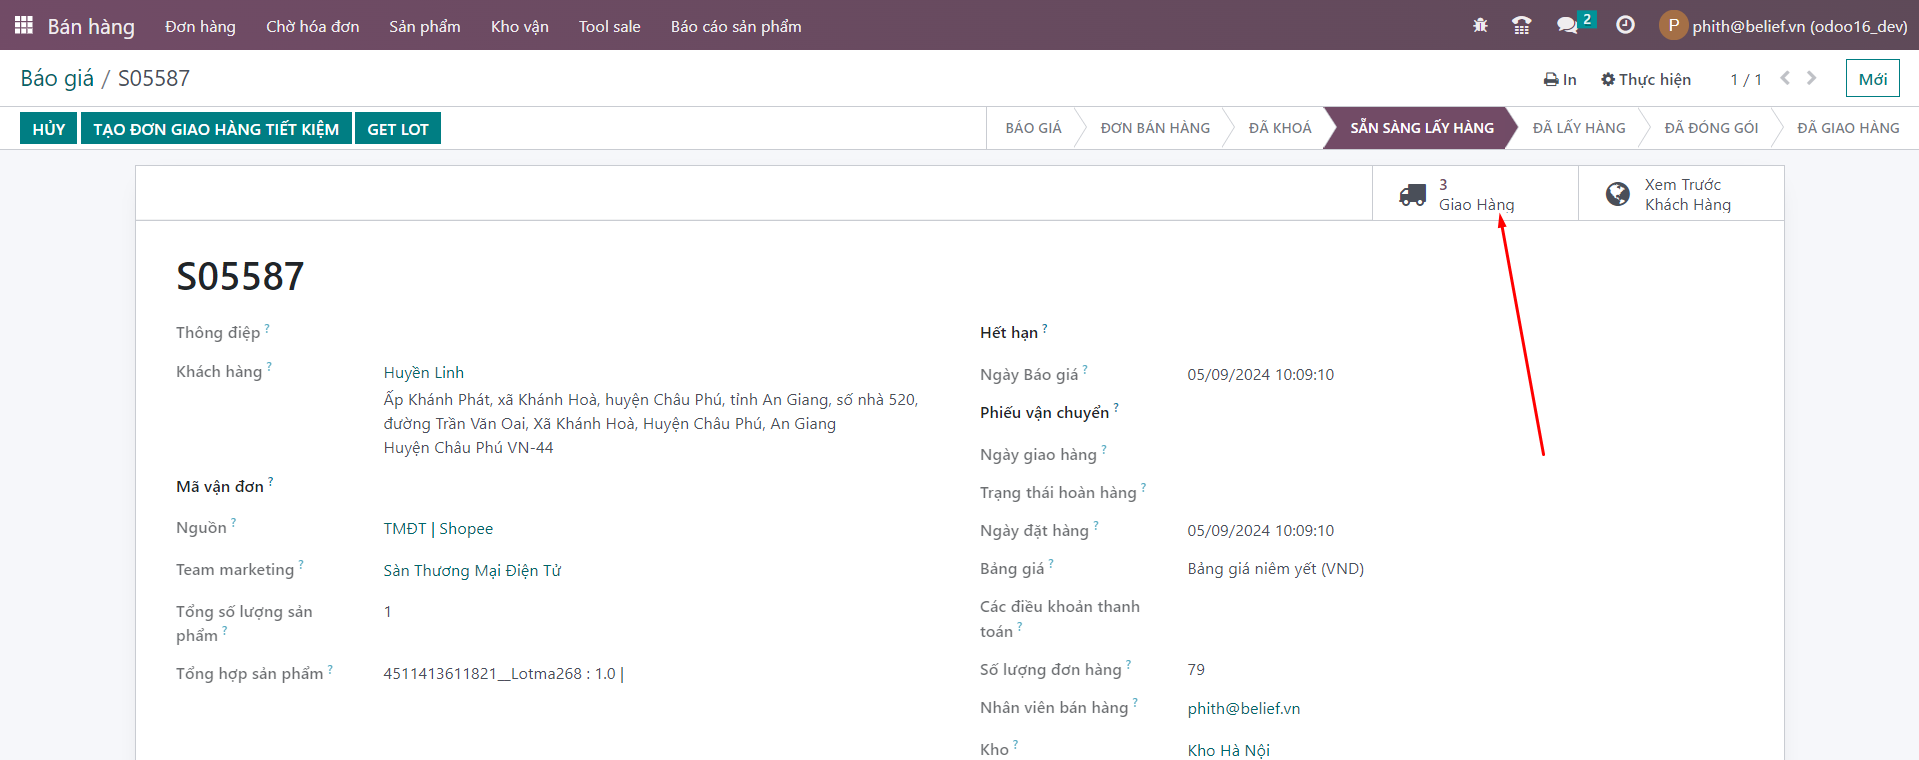 Bán hàng Đơn hàng Chờ hóa đơn Sản phẩm Kho vận Tool sale Báo cáo sản phẩm 2 P phith@belief.vn (odoo16_dev)
Báo giá / S05587 In Thực hiện 1 / 1 Mới
HỦY TẠO ĐƠN GIAO HÀNG TIẾT KIỆM GET LOT BÁO GIÁ ĐƠN BÁN HÀNG ĐÃ KHOÁ SẴN SÀNG LẤY HÀNG ĐÃ LẤY HÀNG ĐÃ ĐÓNG GÓI ĐÃ GIAO HÀNG
3 Xem Trước
Giao Hàng Khách Hàng
S05587
Thông điệp ? Hết hạn ?
Khách hàng ? Huyền Linh Ngày Báo giá ? 05/09/2024 10:09:10
Ấp Khánh Phát, xã Khánh Hoà, huyện Châu Phú, tỉnh An Giang, số nhà 520, Phiếu vận chuyển ?
đường Trần Văn Oai, Xã Khánh Hoà, Huyện Châu Phú, An Giang
Huyện Châu Phú VN-44 Ngày giao hàng ?
Mã vận đơn ? Trạng thái hoàn hàng ?
Nguồn ? TMĐT | Shopee Ngày đặt hàng ? 05/09/2024 10:09:10
Team marketing ? Sàn Thương Mại Điện Tử Bảng giá ? Bảng giá niêm yết (VND)
Tổng số lượng sản 1 Các điều khoản thanh
phẩm ? toán ?
Tổng hợp sản phẩm ? 4511413611821__Lotma268 : 1.0 | Số lượng đơn hàng ? 79
Nhân viên bán hàng ? phith@belief.vn
Kho ? Kho Hà Nội